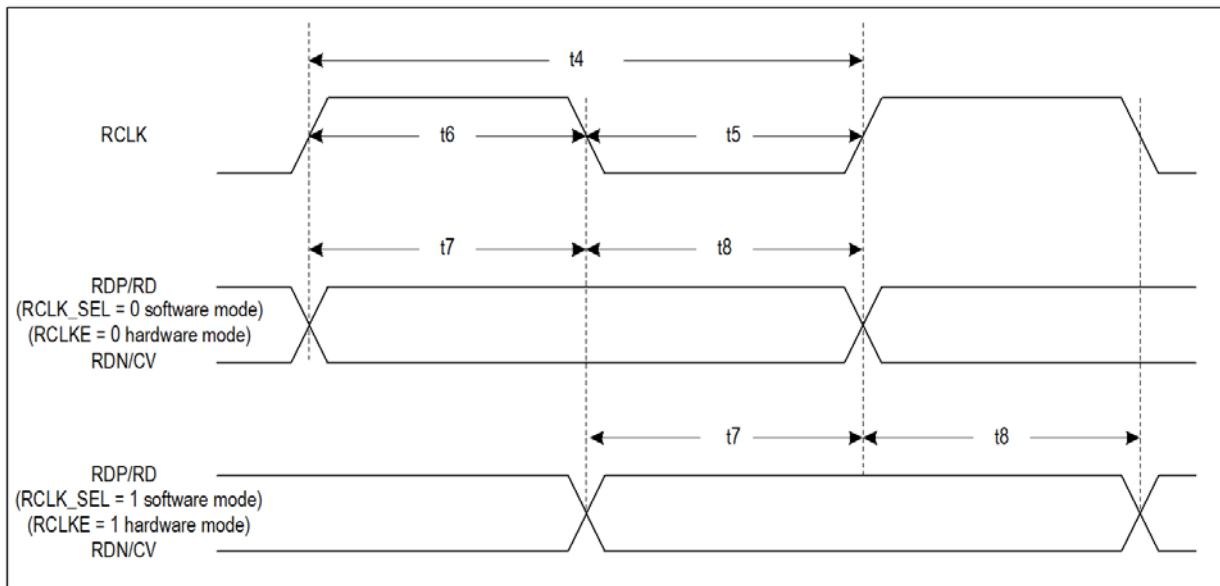 t4
RCLK
t6
t5
t7
t8
RDP/RD
(RCLK_SEL = 0 software mode)
(RCLKE = 0 hardware mode)
RDN/CV
t7
t8
RDP/RD
(RCLK_SEL = 1 software mode)
(RCLKE = 1 hardware mode)
RDN/CV